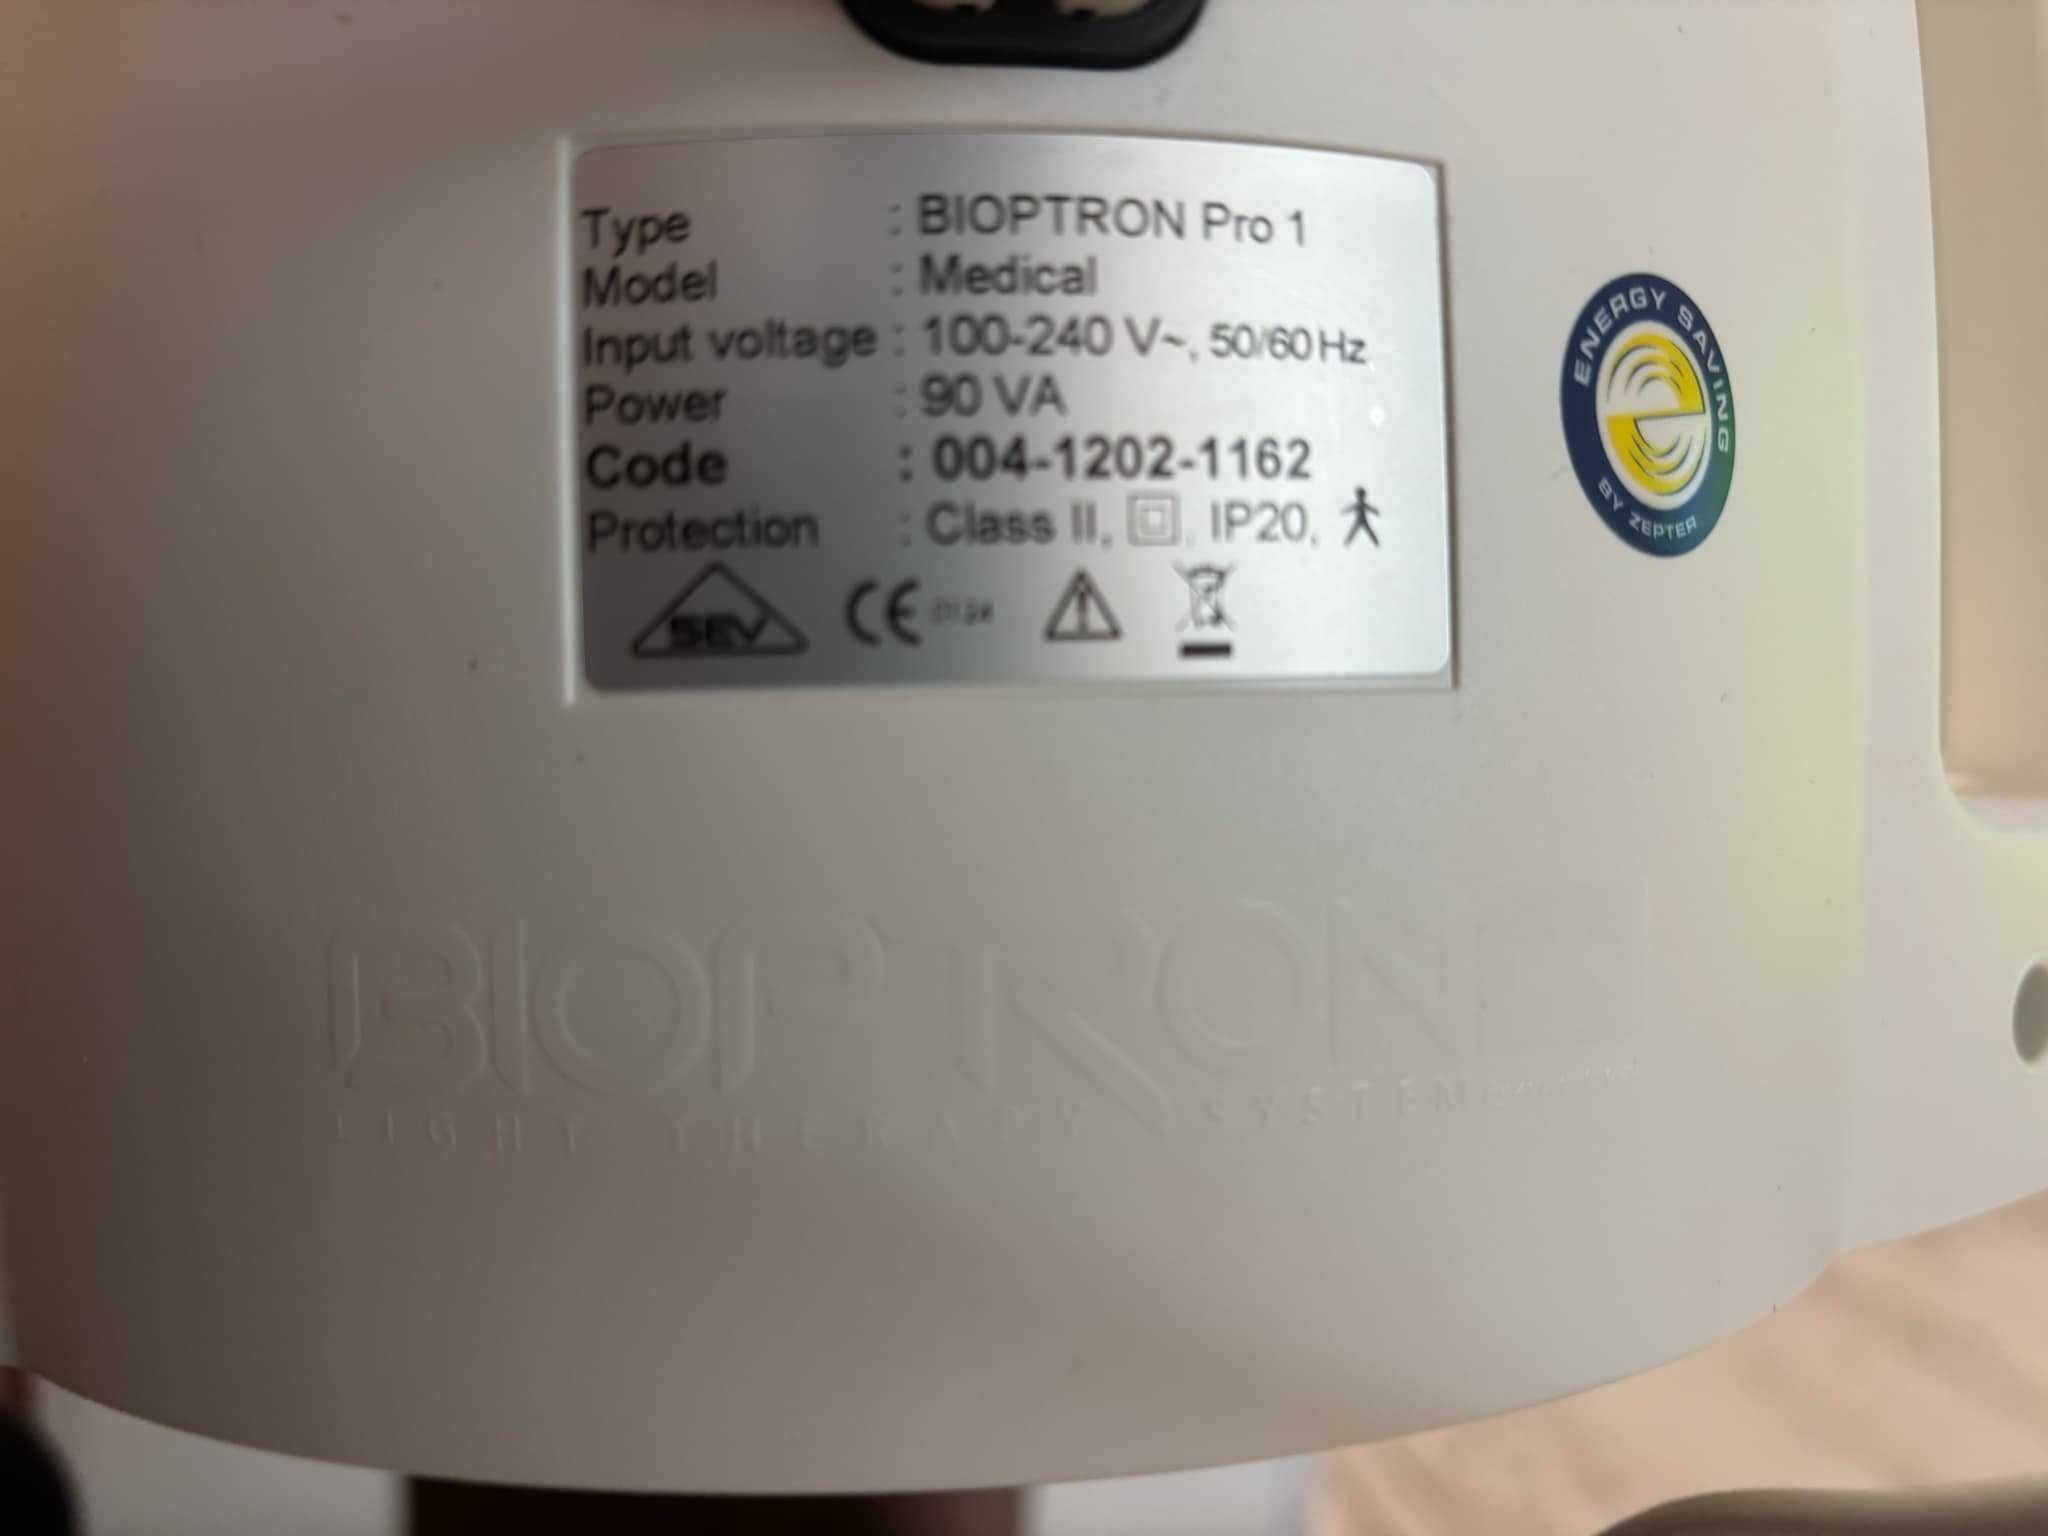 Type : BIOPTRON Pro 1
Model : Medical
Input voltage : 100-240 V~, 50/60 Hz
Power : 90 VA
Code : 004-1202-1162
Protection : Class II, IP20,
SEV CE
ENERGY SAVING
BY ZEPTER
BIOPTRON
LIGHT THERAPY SYSTEM